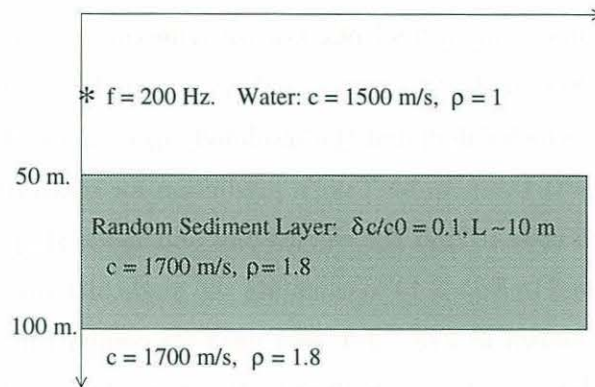 * f = 200 Hz. Water: c = 1500 m/s, ρ = 1
50 m.
Random Sediment Layer: δc/c0 = 0.1, L ~10 m
c = 1700 m/s, ρ= 1.8
100 m.
c = 1700 m/s, ρ = 1.8